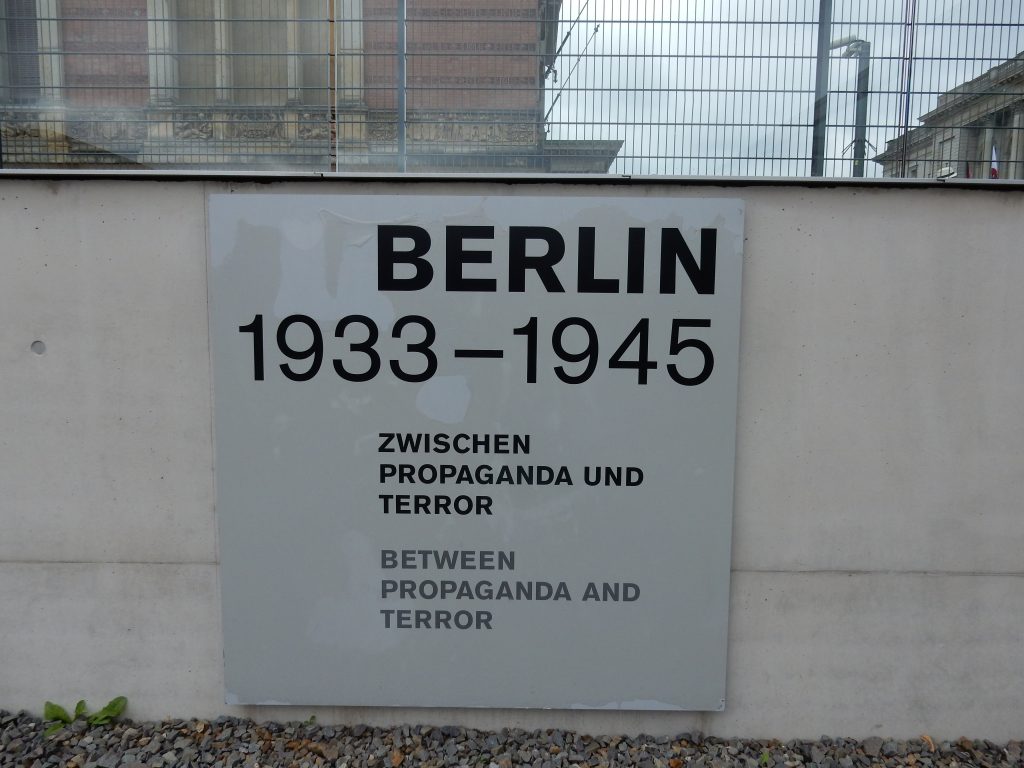 BERLIN
1933–1945
ZWISCHEN
PROPAGANDA UND
TERROR
BETWEEN
PROPAGANDA AND
TERROR